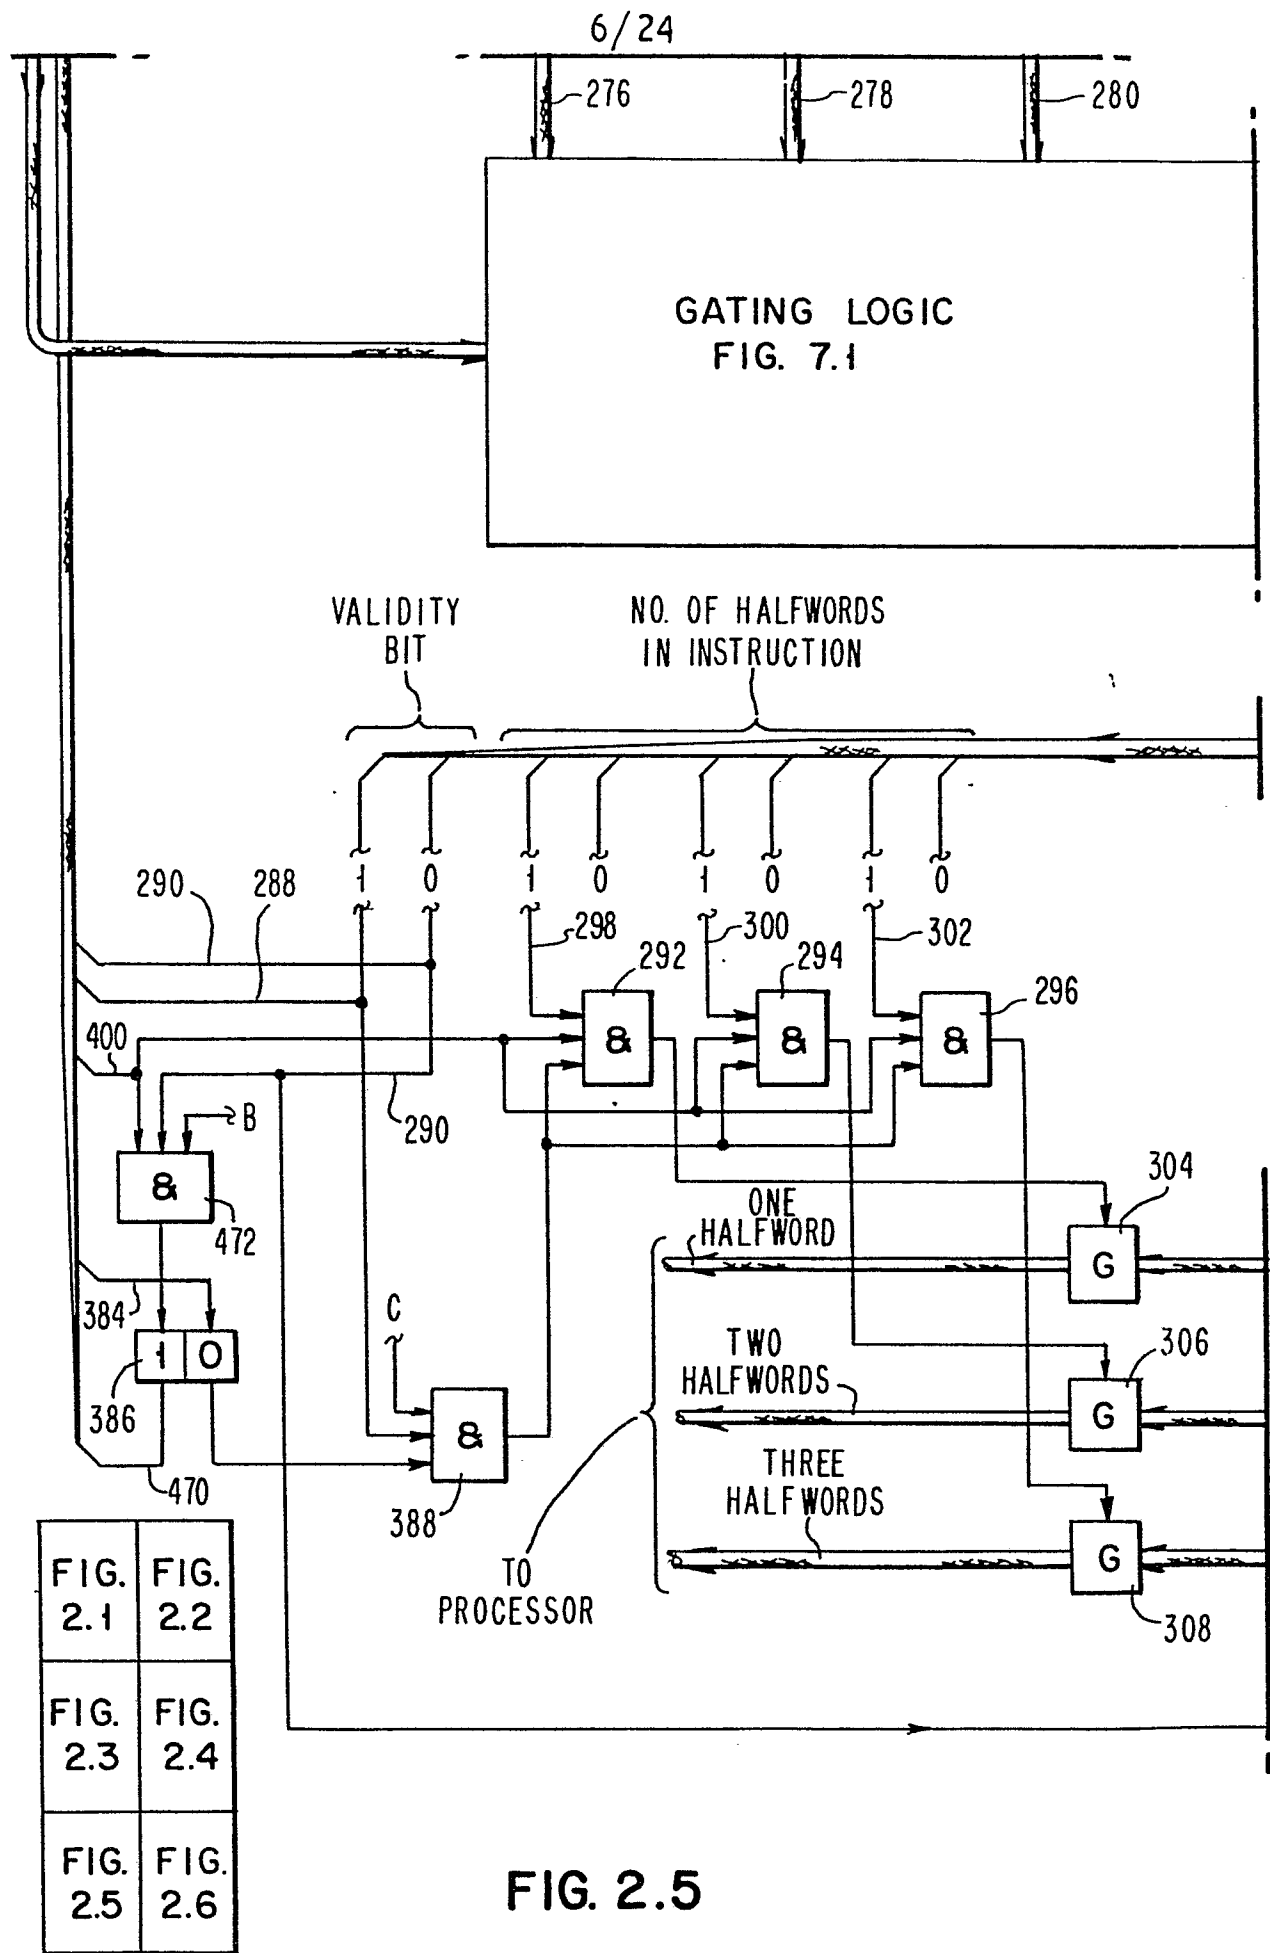 6/24
276
278
280
GATING LOGIC
FIG. 7.1
VALIDITY
BIT
NO. OF HALFWORDS
IN INSTRUCTION
1 0 1 0 1 0 1 0
290
288
298
300
302
292
294
296
400
B
290
&
&
&
&
472
304
ONE
HALFWORD
G
384
C
1 0
386
TWO
HALFWORDS
306
G
&
470
388
THREE
HALFWORDS
G
308
TO
PROCESSOR
FIG.
2.1
FIG.
2.2
FIG.
2.3
FIG.
2.4
FIG.
2.5
FIG.
2.6
FIG. 2.5